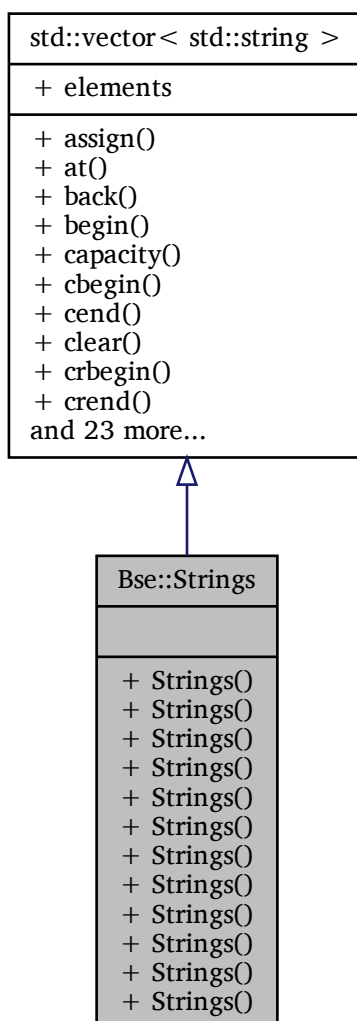 std::vector< std::string >
+ elements
+ assign()
+ at()
+ back()
+ begin()
+ capacity()
+ cbegin()
+ cend()
+ clear()
+ crbegin()
+ crend()
and 23 more...
Bse::Strings
+ Strings()
+ Strings()
+ Strings()
+ Strings()
+ Strings()
+ Strings()
+ Strings()
+ Strings()
+ Strings()
+ Strings()
+ Strings()
+ Strings()